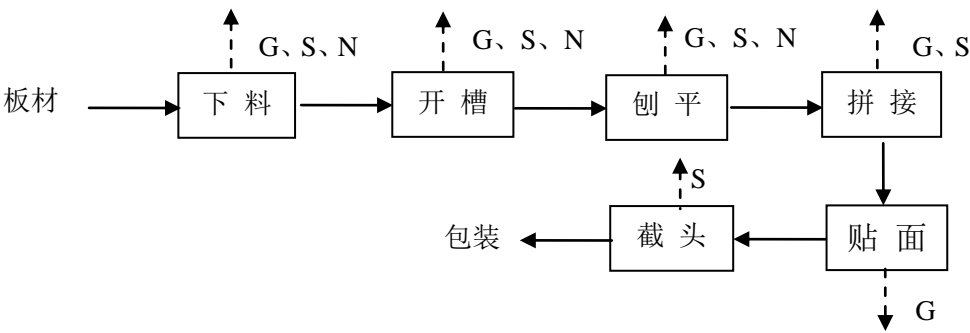 G、S、N
G、S、N
G、S、N
G、S
板材
下 料
开 槽
刨 平
拼 接
S
包装
截 头
贴 面
G